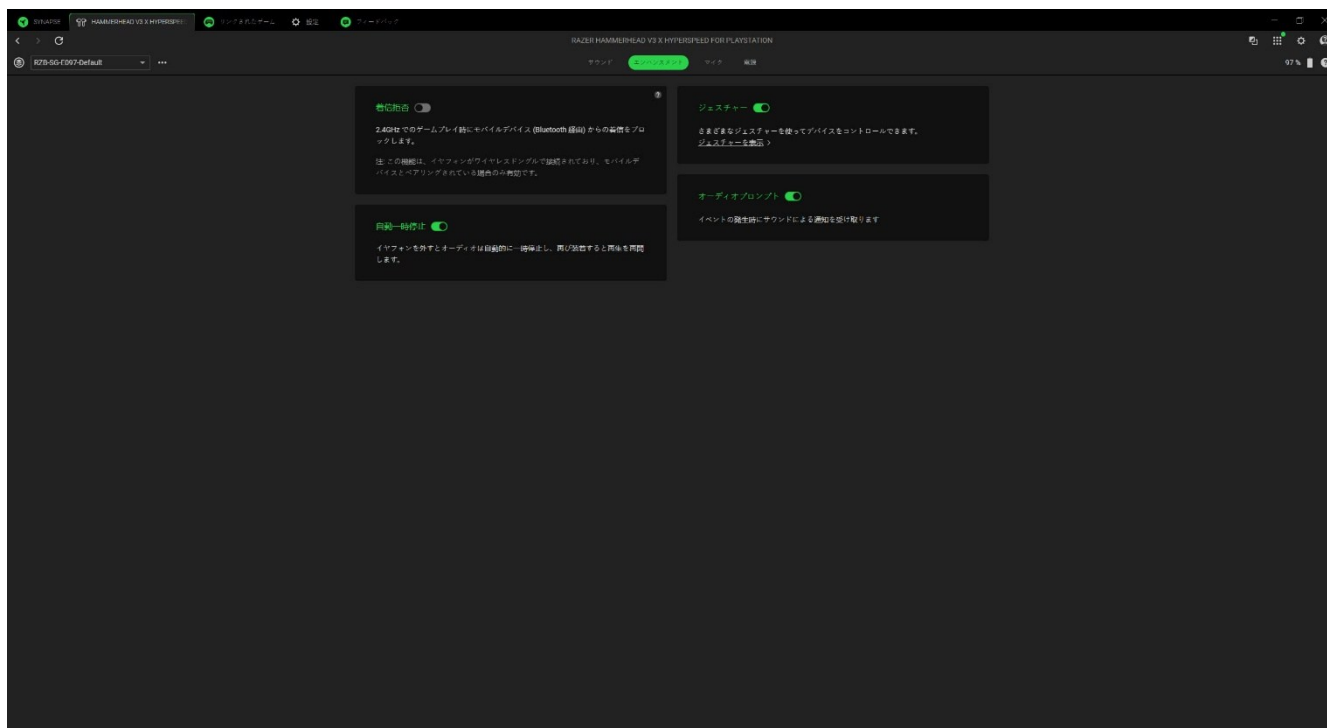 SYNAPSE
HAMMERHEAD V3 X HYPERSPEED
リンクされたゲーム
設定
フィードバック
RAZER HAMMERHEAD V3 X HYPERSPEED FOR PLAYSTATION
RZB-SG-E097-Default
サウンド
エンハンスメント
マイク
97 %
着信拒否
2.4GHz でのゲームプレイ時にモバイルデバイス (Bluetooth 経由) からの着信をブロ
ックします。
注: この機能は、イヤフォンがワイヤレスドングルで接続されており、モバイルデ
バイスとペアリングされている場合のみ有効です。
自動一時停止
イヤフォンを外すとオーディオは自動的に一時停止し、再び装着すると再生を再開
します。
ジェスチャー
さまざまなジェスチャーを使ってデバイスをコントロールできます。
ジェスチャーを表示 >
オーディオプロンプト
イベントの発生時にサウンドによる通知を受け取ります